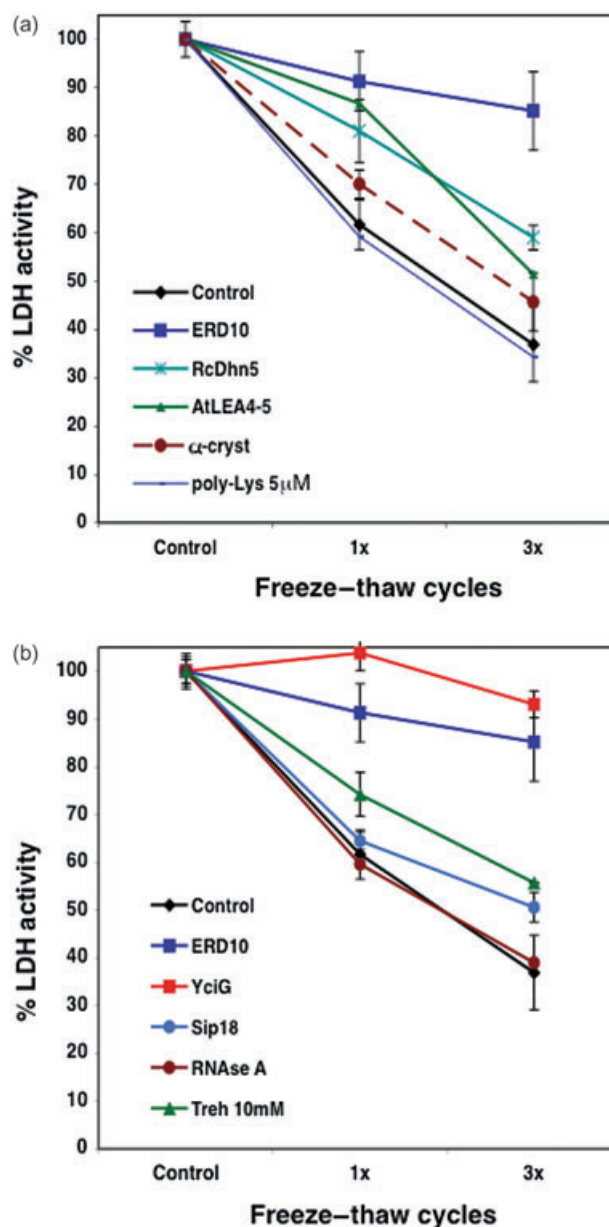 (a)
100
90
80
70
60
50
40
30
20
10
0
% LDH activity
Control
ERD10
RcDhn5
AtLEA4-5
α-cryst
poly-Lys 5μM
Control 1x 3x
Freeze–thaw cycles
(b)
100
90
80
70
60
50
40
30
20
10
0
% LDH activity
Control
ERD10
YciG
Sip18
RNAse A
Treh 10mM
Control 1x 3x
Freeze–thaw cycles